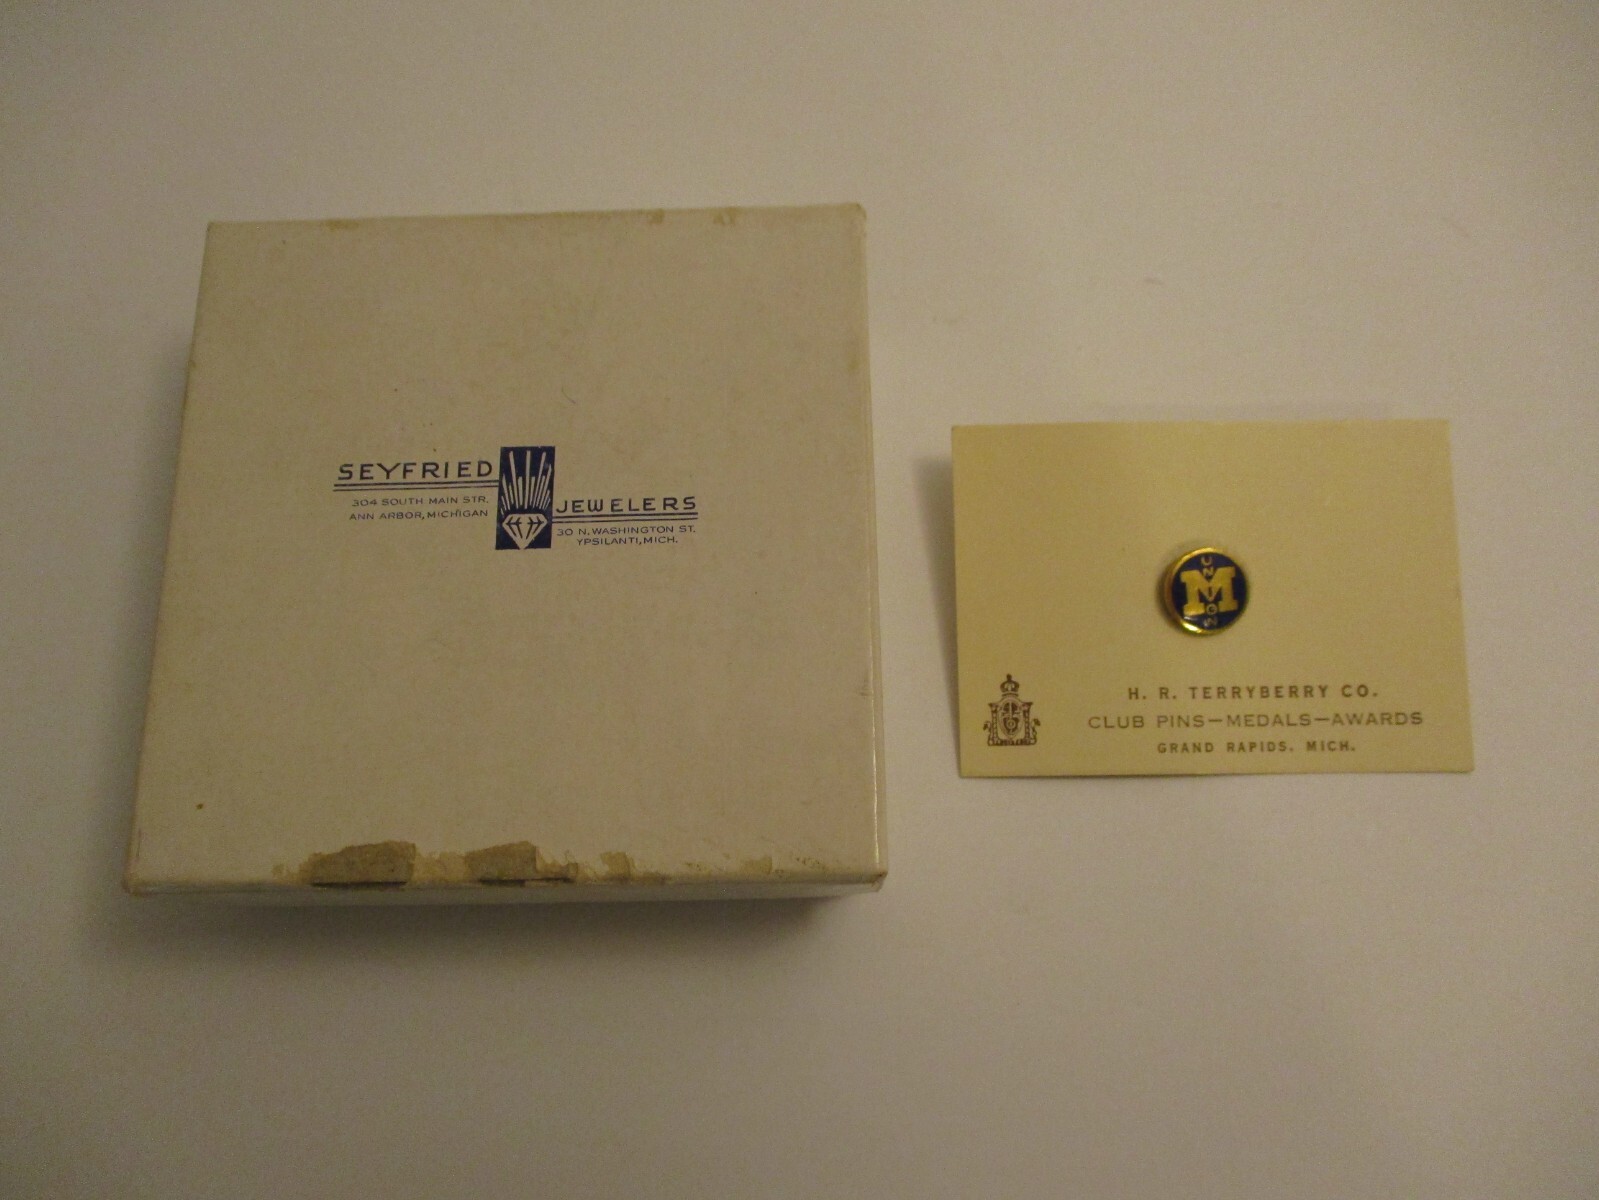 SEYFRIED
304 SOUTH MAIN STR.
ANN ARBOR, MICHIGAN
JEWELERS
30 N. WASHINGTON ST.
YPSILANTI, MICH.
UNION
M
H. R. TERRYBERRY CO.
CLUB PINS—MEDALS—AWARDS
GRAND RAPIDS. MICH.